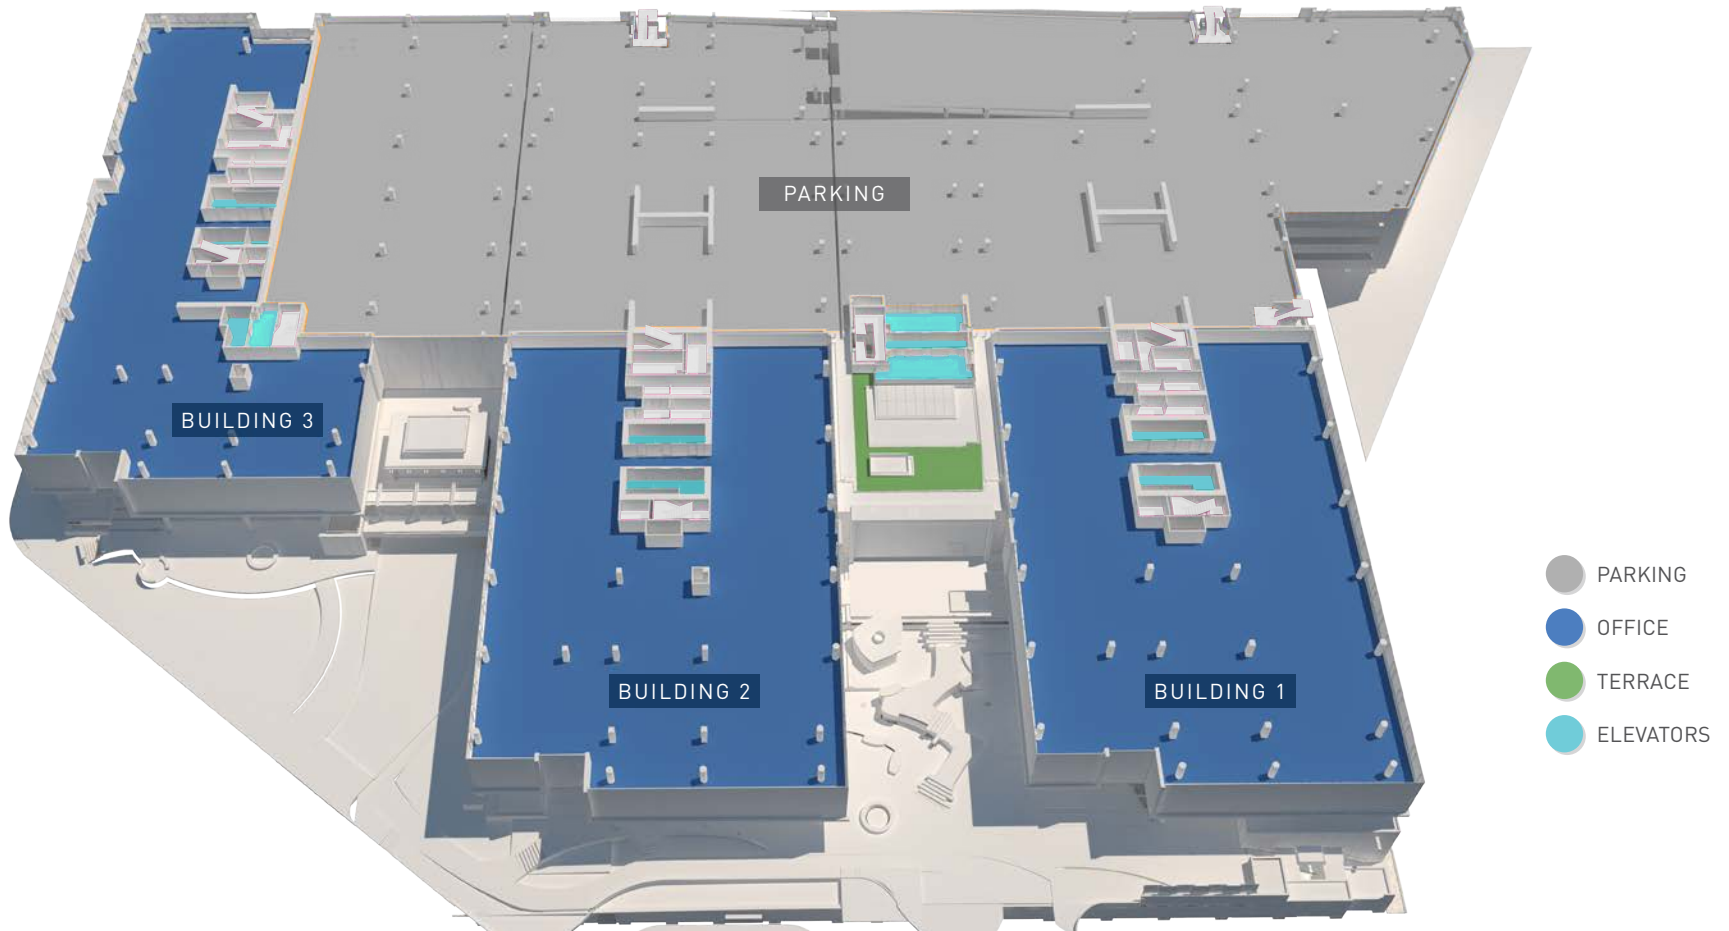 PARKING
BUILDING 3
BUILDING 2
BUILDING 1
PARKING
OFFICE
TERRACE
ELEVATORS